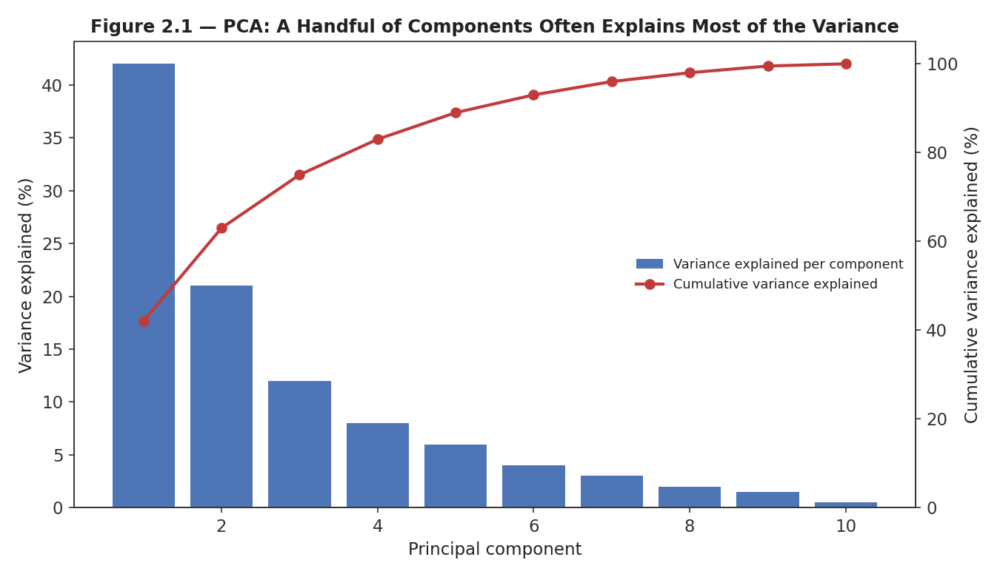 Figure 2.1 — PCA: A Handful of Components Often Explains Most of the Variance
Variance explained (%)
40
35
30
25
20
15
10
5
0
100
80
60
40
20
0
Cumulative variance explained (%)
Variance explained per component
Cumulative variance explained
2 4 6 8 10
Principal component